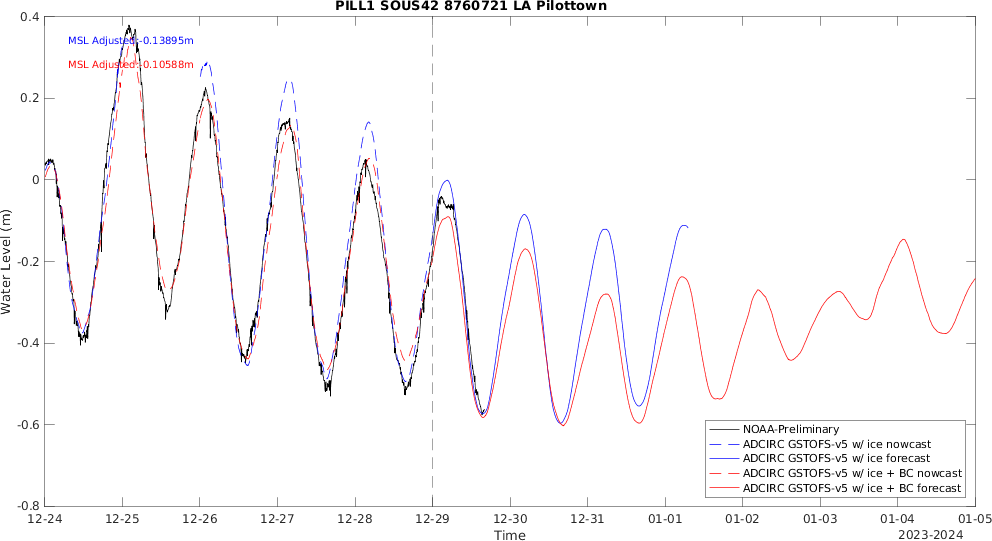 PILL1 SOUS42 8760721 LA Pilottown
MSL Adjusted:-0.13895m
MSL Adjusted:-0.10588m
0.4
0.2
0
-0.2
-0.4
-0.6
-0.8
Water Level (m)
NOAA-Preliminary
ADCIRC GSTOFS-v5 w/ ice nowcast
ADCIRC GSTOFS-v5 w/ ice forecast
ADCIRC GSTOFS-v5 w/ ice + BC nowcast
ADCIRC GSTOFS-v5 w/ ice + BC forecast
12-24 12-25 12-26 12-27 12-28 12-29 12-30 12-31 01-01 01-02 01-03 01-04 01-05
Time
2023-2024